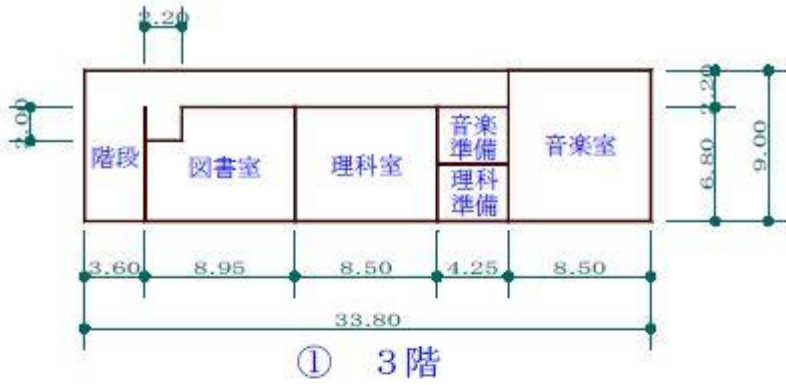 2.20
2.00
2.20
6.80
9.00
階段
図書室
理科室
音楽
準備
理科
準備
音楽室
3.60
8.95
8.50
4.25
8.50
33.80
① 3階